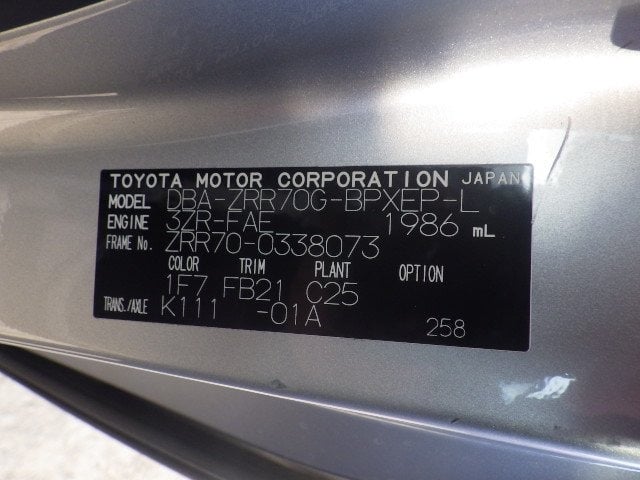 TOYOTA MOTOR CORPORATION JAPAN
MODEL DBA-ZRR70G-BPXEP-L
ENGINE 3ZR-FAE 1986 mL
FRAME No. ZRR70-0338073
COLOR TRIM PLANT OPTION
1F7 FB21 C25
TRANS./AXLE K111 -01A
258